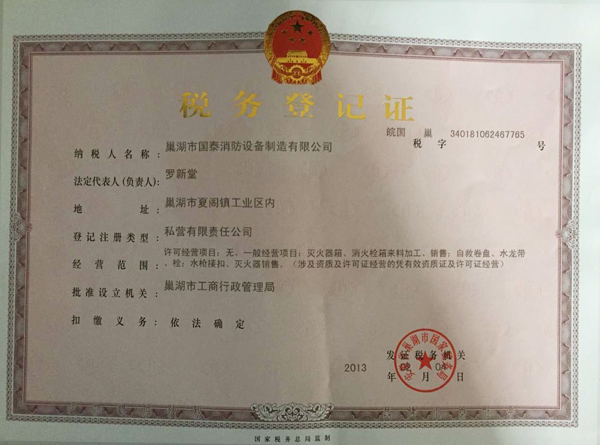 税务登记证
皖国 巢 340181062467765
税 字 号
纳税人名称: 巢湖市国泰消防设备制造有限公司
法定代表人(负责人): 罗新堂
地 址: 巢湖市夏阁镇工业区内
登记注册类型: 私营有限责任公司
许可经营项目:无、一般经营项目:灭火器箱、消火栓箱来料加工、销售;自救卷盘、水龙带
经营范围: 、栓;水枪接扣、灭火器销售、(涉及资质及许可证经营的凭有效资质证及许可证经营)
批准设立机关: 巢湖市工商行政管理局
扣缴义务: 依法确定
发证税务机关
2013 年 月 日
国家税务总局监制